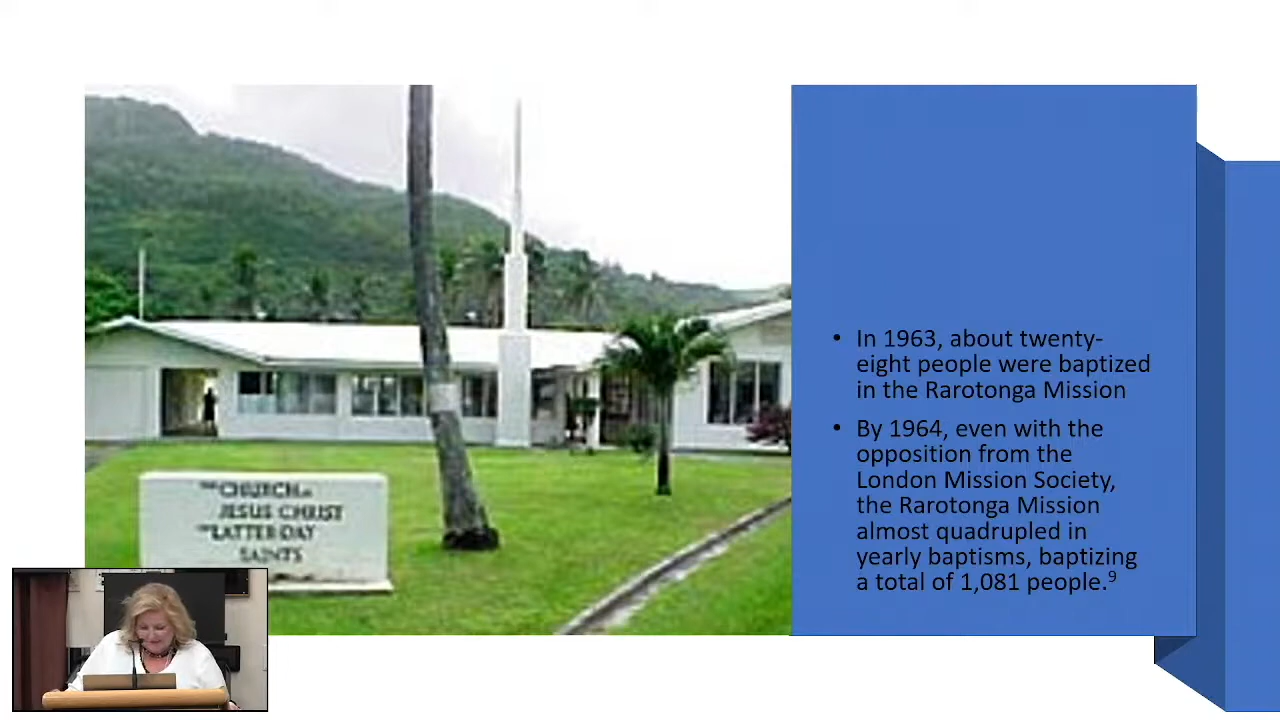 THE CHURCH OF
JESUS CHRIST
OF LATTER-DAY
SAINTS
• In 1963, about twenty-
eight people were baptized
in the Rarotonga Mission
• By 1964, even with the
opposition from the
London Mission Society,
the Rarotonga Mission
almost quadrupled in
yearly baptisms, baptizing
a total of 1,081 people.⁹